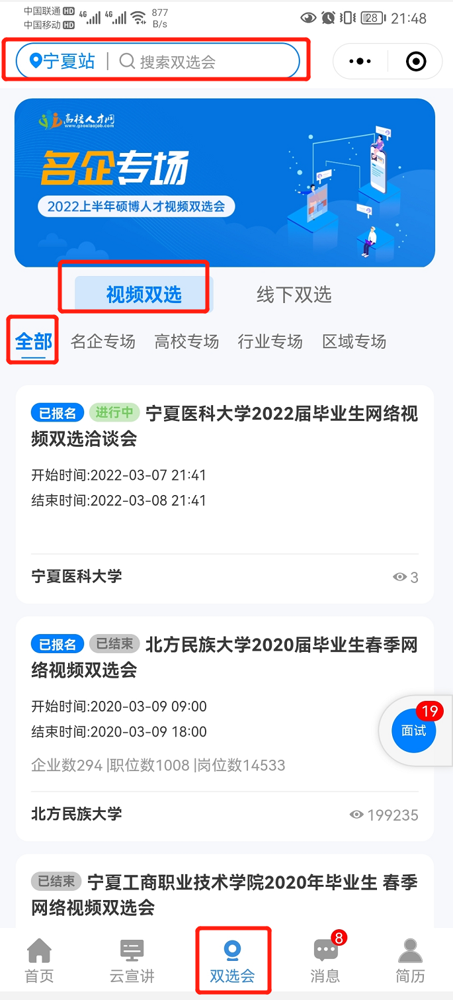 中国联通 HD 4G 4G 877 28 21:48
中国移动 HD B/s
宁夏站 | 搜索双选会
高校人才网
www.gaoxiaojob.com
名企专场
2022上半年硕博人才视频双选会
视频双选 线下双选
全部 名企专场 高校专场 行业专场 区域专场
已报名 进行中 宁夏医科大学2022届毕业生网络视
频双选洽谈会
开始时间:2022-03-07 21:41
结束时间:2022-03-08 21:41
宁夏医科大学 3
已报名 已结束 北方民族大学2020届毕业生春季网
络视频双选会
开始时间:2020-03-09 09:00
结束时间:2020-03-09 18:00
19
面试
企业数294 |职位数1008 |岗位数14533
北方民族大学 199235
已结束 宁夏工商职业技术学院2020年毕业生 春季
网络视频双选会
8
首页 云宣讲 双选会 消息 简历